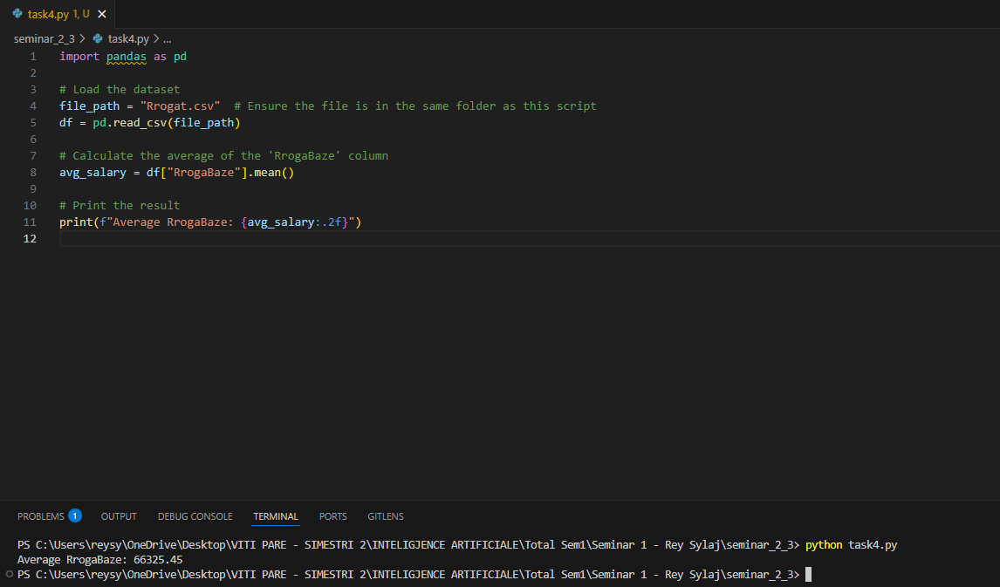 task4.py 1, U
seminar_2_3 > task4.py > ...
1 import pandas as pd
2
3 # Load the dataset
4 file_path = "Rrogat.csv"  # Ensure the file is in the same folder as this script
5 df = pd.read_csv(file_path)
6
7 # Calculate the average of the 'RrogaBaze' column
8 avg_salary = df["RrogaBaze"].mean()
9
10 # Print the result
11 print(f"Average RrogaBaze: {avg_salary:.2f}")
12
PROBLEMS 1 OUTPUT DEBUG CONSOLE TERMINAL PORTS GITLENS
PS C:\Users\reysy\OneDrive\Desktop\VITI PARE - SIMESTRI 2\INTELIGJENCE ARTIFICIALE\Total Sem1\Seminar 1 - Rey Sylaj\seminar_2_3> python task4.py
Average RrogaBaze: 66325.45
PS C:\Users\reysy\OneDrive\Desktop\VITI PARE - SIMESTRI 2\INTELIGJENCE ARTIFICIALE\Total Sem1\Seminar 1 - Rey Sylaj\seminar_2_3>